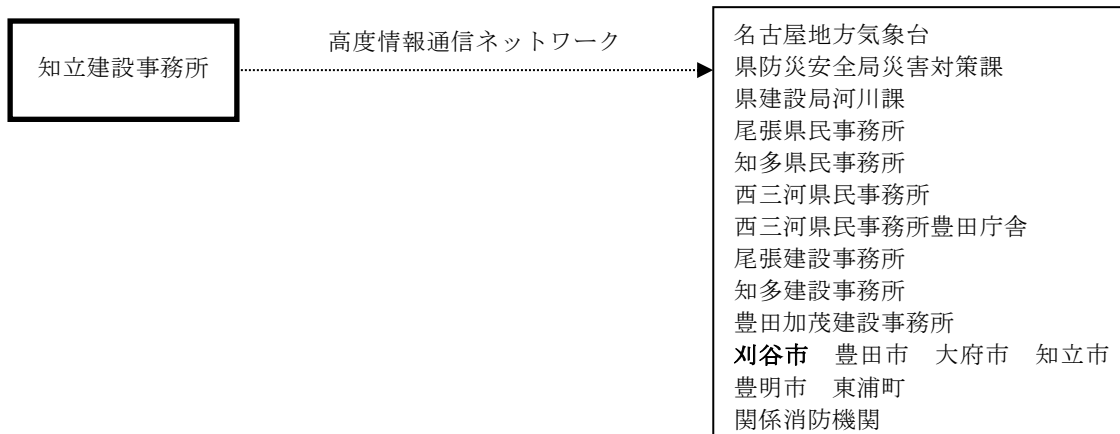 知立建設事務所
高度情報通信ネットワーク
名古屋地方気象台
県防災安全局災害対策課
県建設局河川課
尾張県民事務所
知多県民事務所
西三河県民事務所
西三河県民事務所豊田庁舎
尾張建設事務所
知多建設事務所
豊田加茂建設事務所
刈谷市　豊田市　大府市　知立市
豊明市　東浦町
関係消防機関